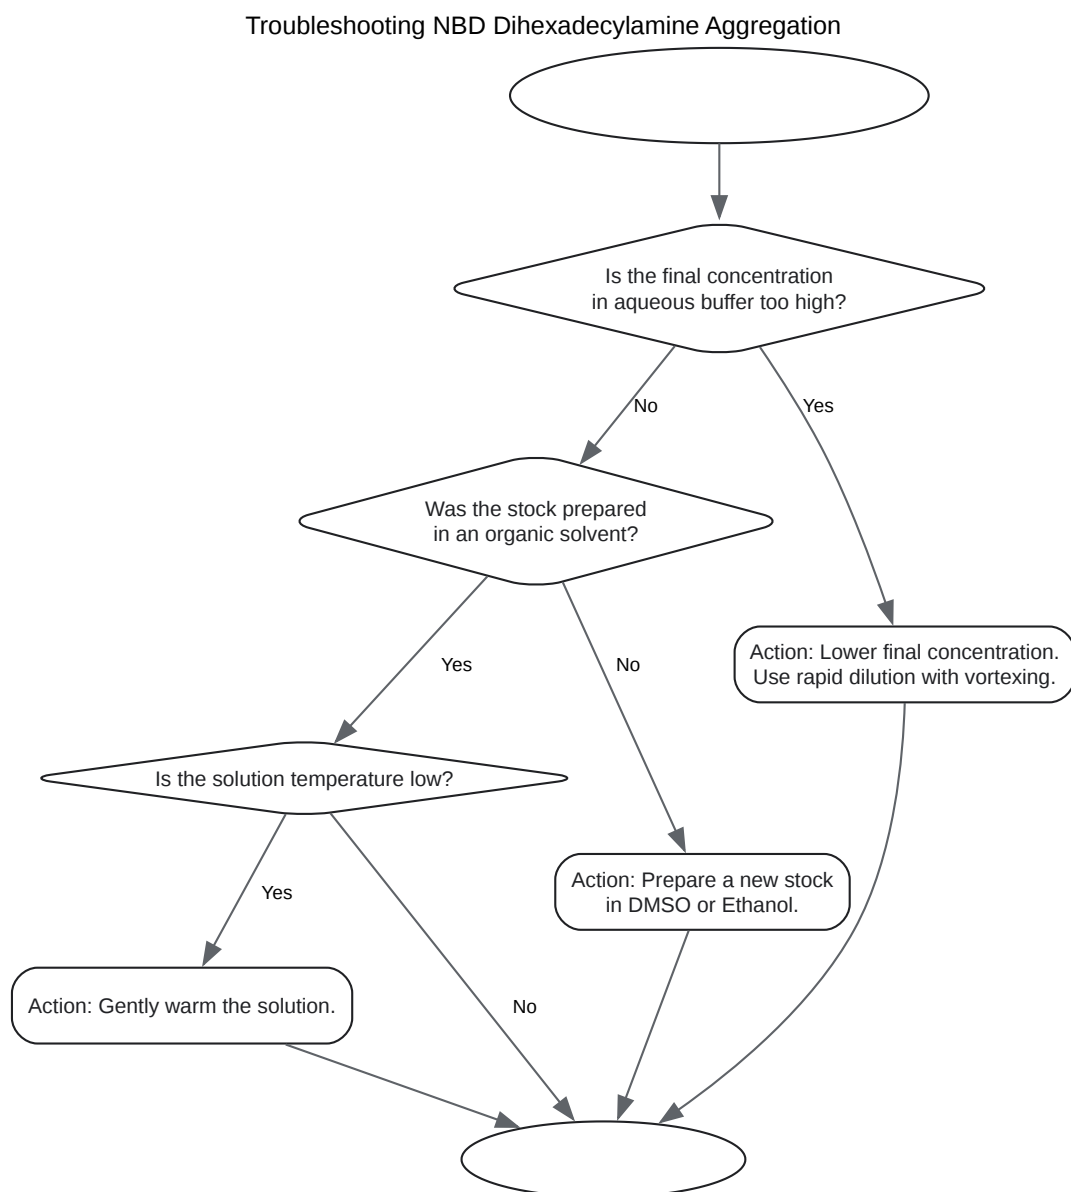 Troubleshooting NBD Dihexadecylamine Aggregation
Is the final concentration
in aqueous buffer too high?
No
Yes
Was the stock prepared
in an organic solvent?
Yes
No
Action: Lower final concentration.
Use rapid dilution with vortexing.
Is the solution temperature low?
Yes
Action: Prepare a new stock
in DMSO or Ethanol.
Action: Gently warm the solution.
No